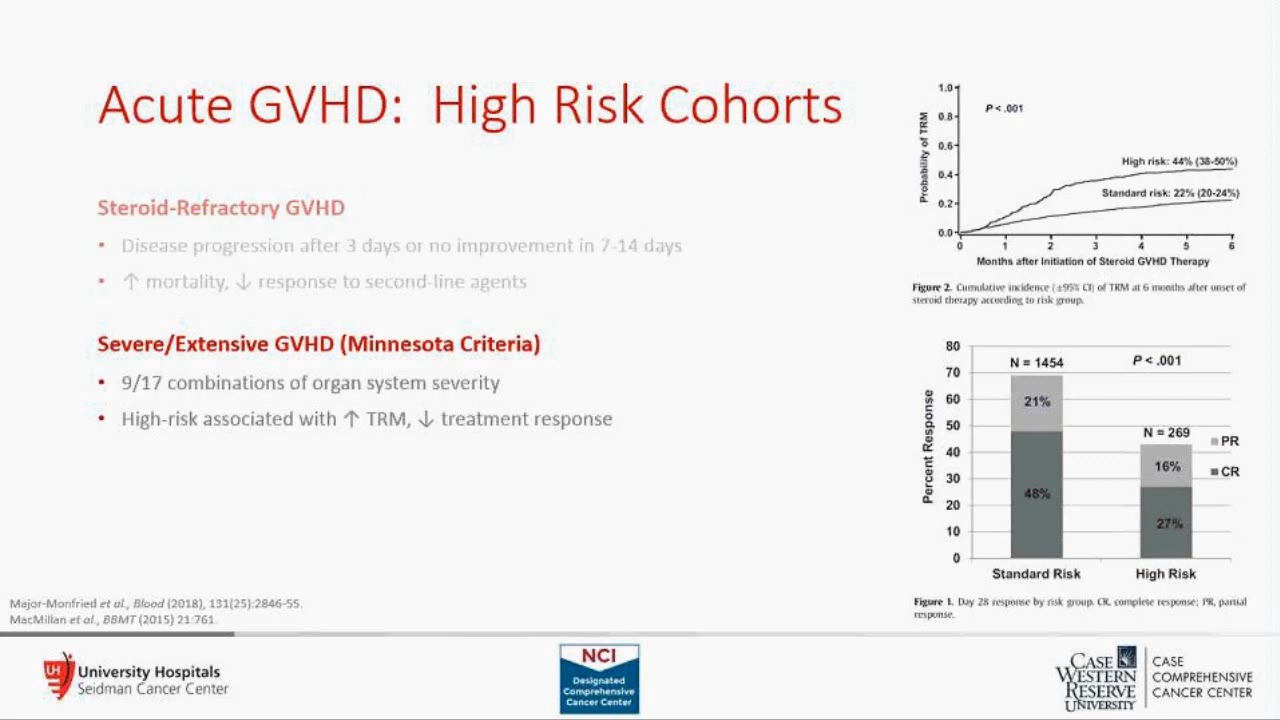 Acute GVHD: High Risk Cohorts
Steroid-Refractory GVHD
• Disease progression after 3 days or no improvement in 7-14 days
• ↑ mortality, ↓ response to second-line agents
Severe/Extensive GVHD (Minnesota Criteria)
• 9/17 combinations of organ system severity
• High-risk associated with ↑ TRM, ↓ treatment response
Major-Monfried et al., Blood (2018), 131(25):2846-55.
MacMillan et al., BBMT (2015) 21:761.
Probability of TRM
1.0
0.8
0.6
0.4
0.2
0.0
P < .001
High risk: 44% (38-50%)
Standard risk: 22% (20-24%)
0 1 2 3 4 5 6
Months after Initiation of Steroid GVHD Therapy
Figure 2. Cumulative incidence (±95% CI) of TRM at 6 months after onset of
steroid therapy according to risk group.
Percent Response
80
70
60
50
40
30
20
10
0
N = 1454
P < .001
21%
48%
N = 269
16%
27%
PR
CR
Standard Risk High Risk
Figure 1. Day 28 response by risk group. CR, complete response; PR, partial
response.
UH
University Hospitals
Seidman Cancer Center
NCI
Designated
Comprehensive
Cancer Center
CASE
WESTERN
RESERVE
UNIVERSITY
CASE
COMPREHENSIVE
CANCER CENTER